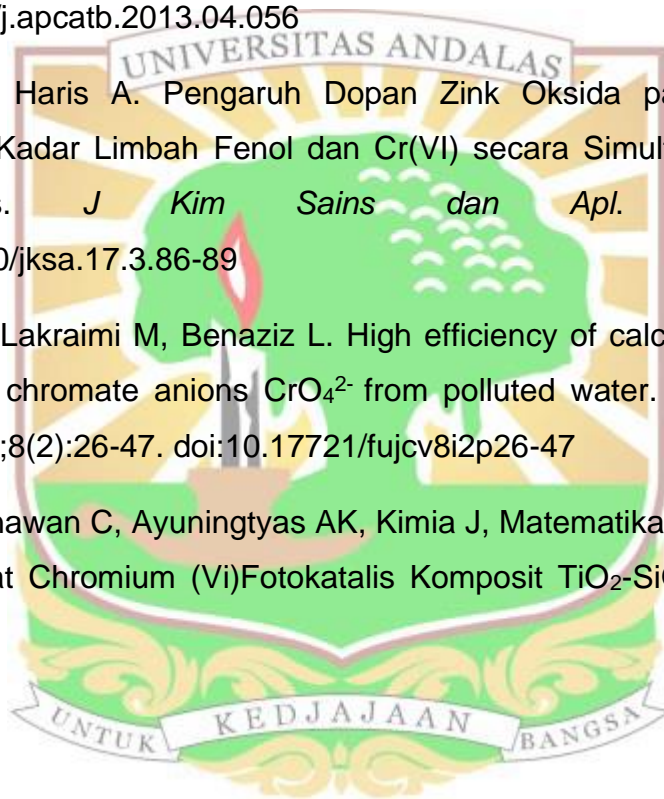 /j.apcatb.2013.04.056
UNIVERSITAS ANDALAS
Haris A. Pengaruh Dopan Zink Oksida pa
Kadar Limbah Fenol dan Cr(VI) secara Simul
s. J Kim Sains dan Apl.
0/jksa.17.3.86-89
Lakraimi M, Benaziz L. High efficiency of calc
chromate anions CrO₄²⁻ from polluted water.
;8(2):26-47. doi:10.17721/fujcv8i2p26-47
nawan C, Ayuningtyas AK, Kimia J, Matematika
at Chromium (Vi)Fotokatalis Komposit TiO₂-SiO
UNTUK KEDJAJAAN BANGSA